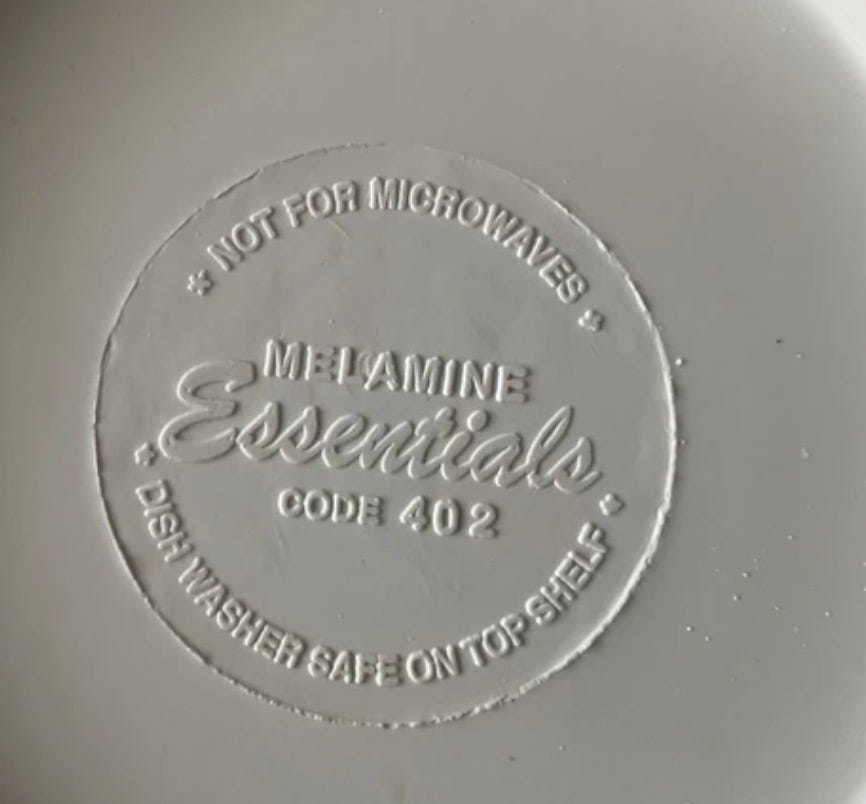 * NOT FOR MICROWAVES *
MELAMINE
Essentials
CODE 402
* DISH WASHER SAFE ON TOP SHELF *